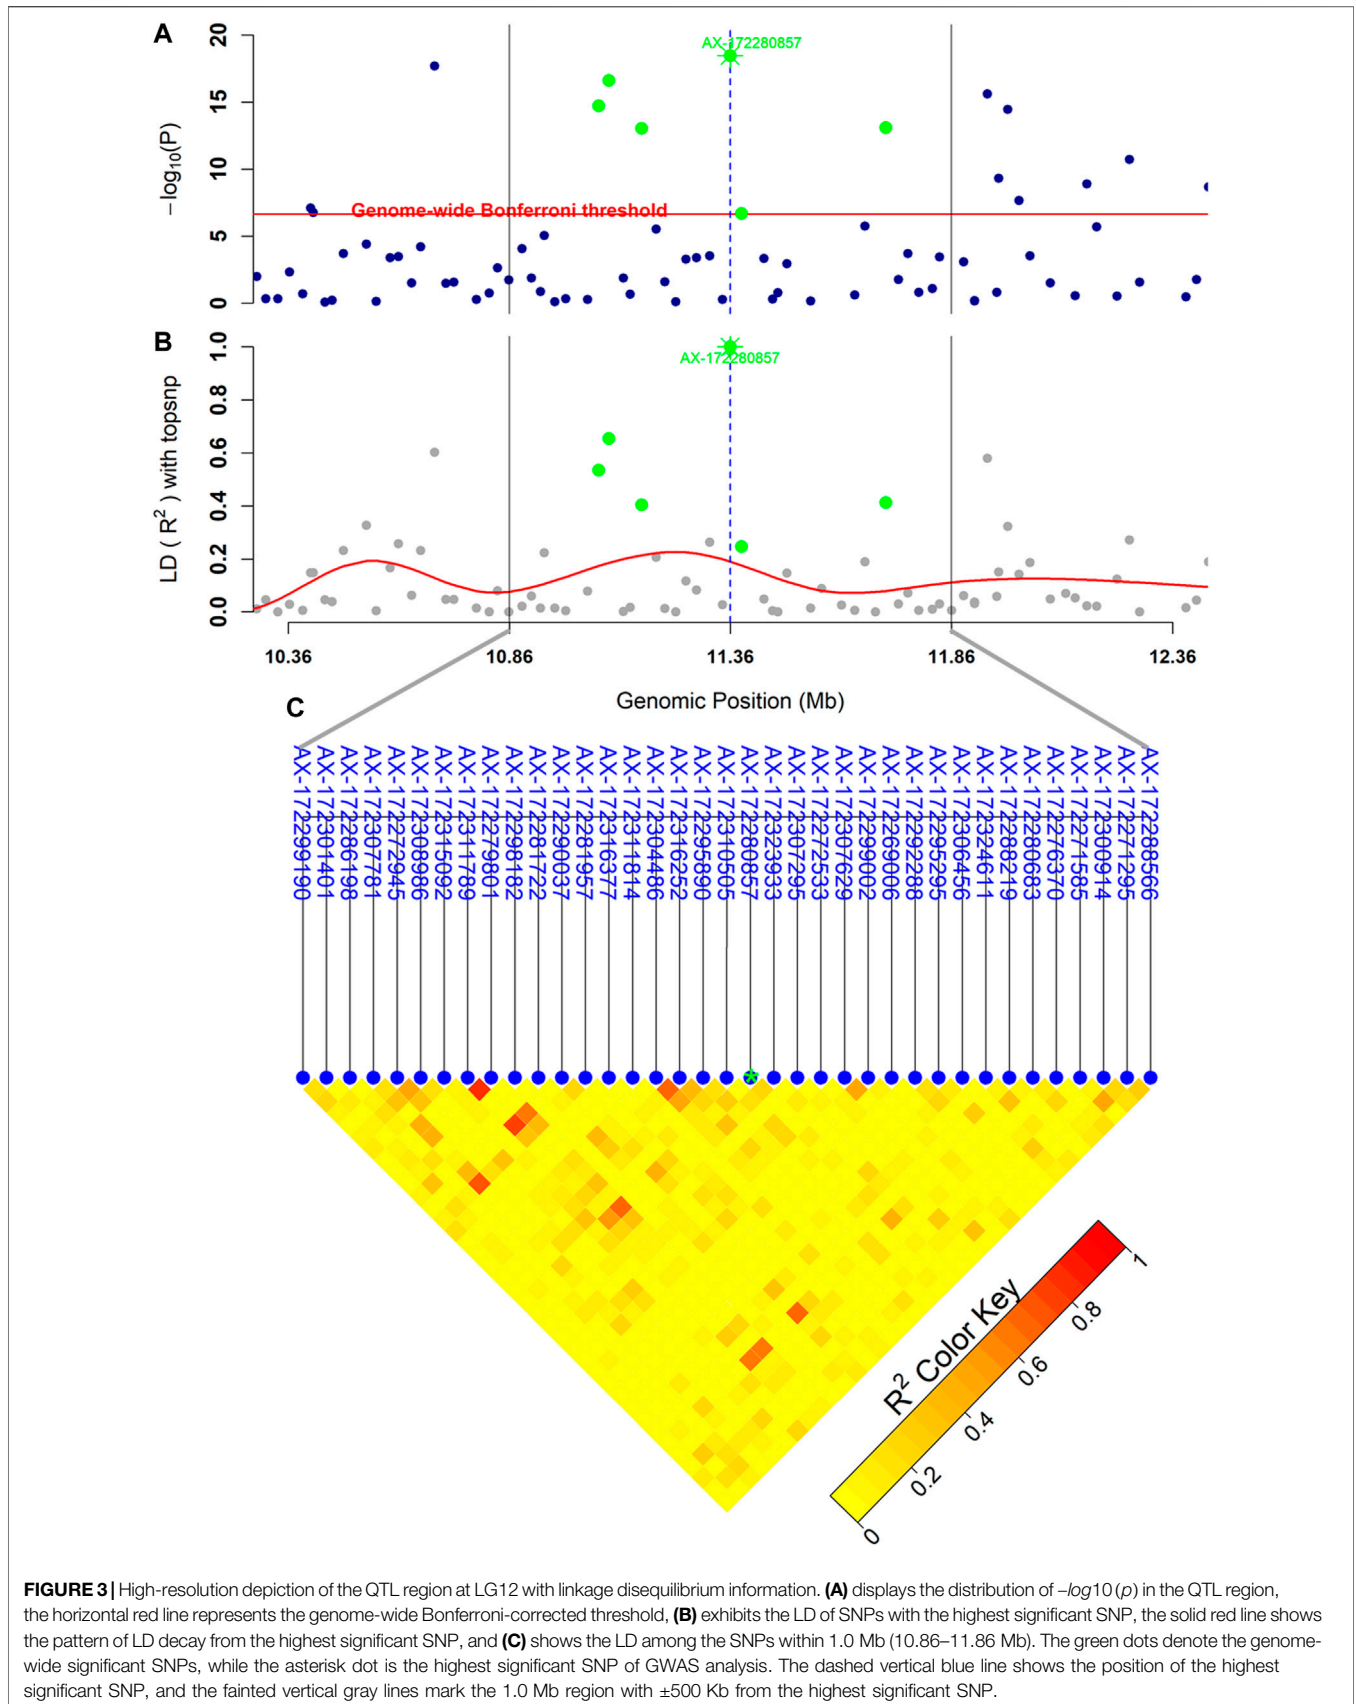 A
20
15
10
5
0
−log10(P)
AX-172280857
Genome-wide Bonferroni threshold
B
1.0
0.8
0.6
0.4
0.2
0.0
LD ( R2 ) with topsnp
AX-172280857
10.36 10.86 11.36 11.86 12.36
Genomic Position (Mb)
C
AX-172299190
AX-172301401
AX-172286198
AX-172307781
AX-172272945
AX-172308986
AX-172315092
AX-172311789
AX-172279801
AX-172298182
AX-172281722
AX-172290037
AX-172281957
AX-172316377
AX-172311814
AX-172304486
AX-172316252
AX-172295890
AX-172310505
AX-172280857
AX-172323933
AX-172307295
AX-172272533
AX-172307629
AX-172299002
AX-172269006
AX-172292288
AX-172295295
AX-172306456
AX-172324611
AX-172288219
AX-172280683
AX-172276370
AX-172271585
AX-172300914
AX-172271295
AX-172288566
R2 Color Key
0
0.2
0.4
0.6
0.8
1
FIGURE 3 | High-resolution depiction of the QTL region at LG12 with linkage disequilibrium information. (A) displays the distribution of −log10 (p) in the QTL region,
the horizontal red line represents the genome-wide Bonferroni-corrected threshold, (B) exhibits the LD of SNPs with the highest significant SNP, the solid red line shows
the pattern of LD decay from the highest significant SNP, and (C) shows the LD among the SNPs within 1.0 Mb (10.86–11.86 Mb). The green dots denote the genome-
wide significant SNPs, while the asterisk dot is the highest significant SNP of GWAS analysis. The dashed vertical blue line shows the position of the highest
significant SNP, and the fainted vertical gray lines mark the 1.0 Mb region with ±500 Kb from the highest significant SNP.